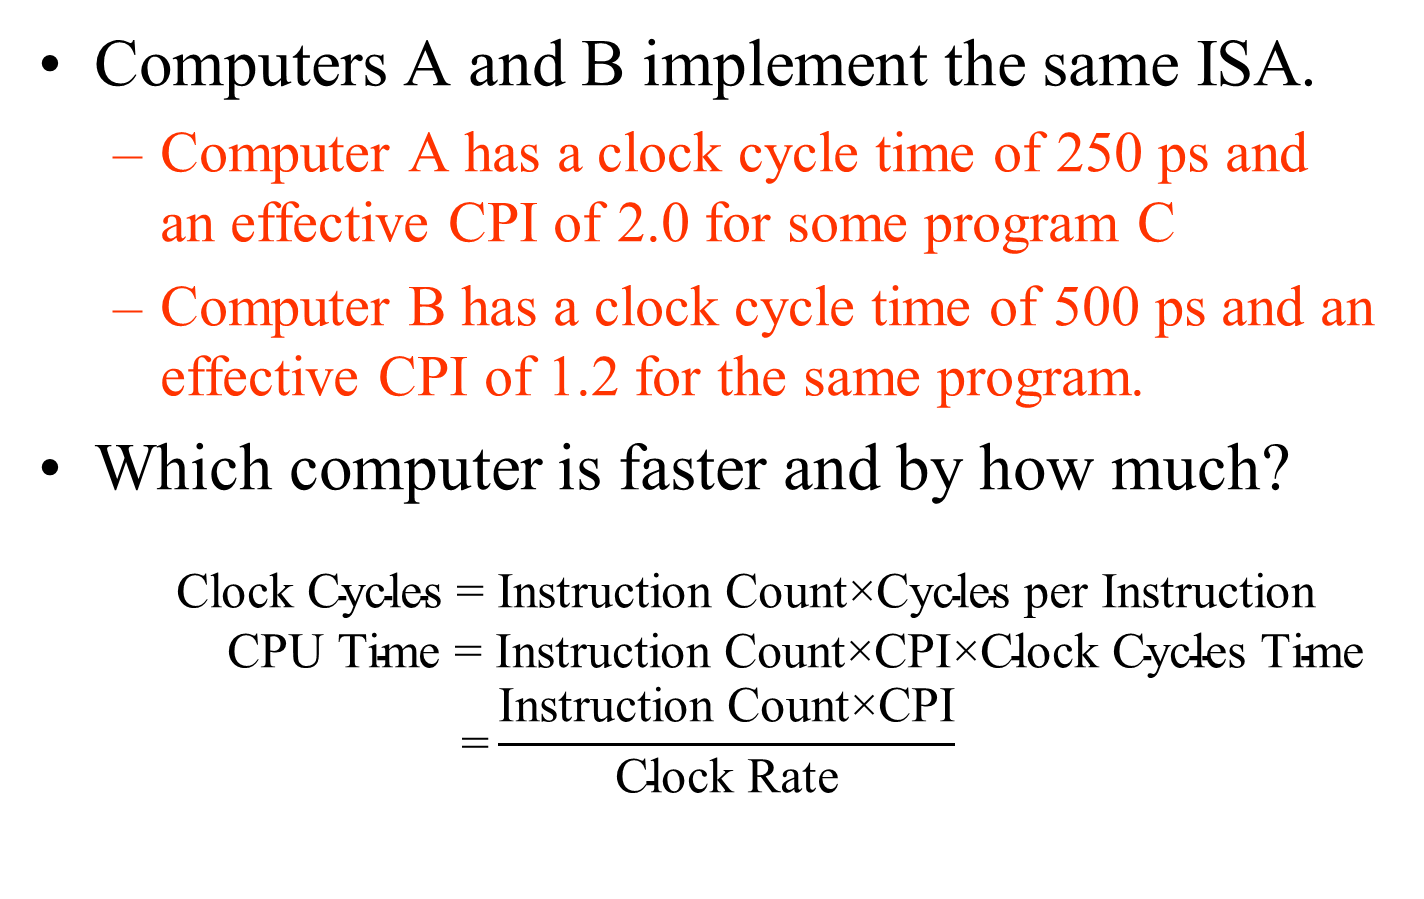 • Computers A and B implement the same ISA.
– Computer A has a clock cycle time of 250 ps and
an effective CPI of 2.0 for some program C
– Computer B has a clock cycle time of 500 ps and an
effective CPI of 1.2 for the same program.
• Which computer is faster and by how much?
Clock Cycles = Instruction Count×Cycles per Instruction
CPU Time = Instruction Count×CPI×Clock Cycles Time
Instruction Count×CPI
=
Clock Rate